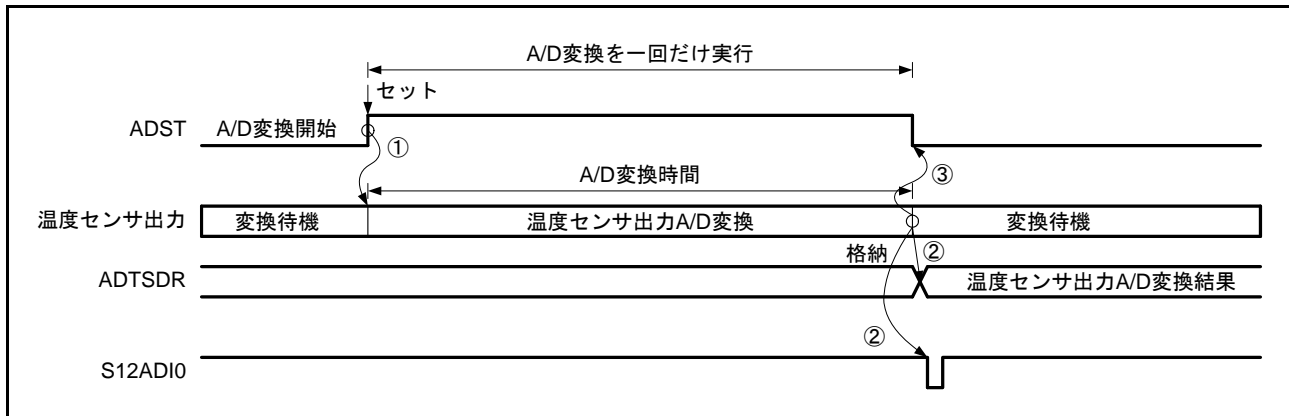 A/D変換を一回だけ実行
セット
ADST
A/D変換開始
①
A/D変換時間
③
温度センサ出力
変換待機
温度センサ出力A/D変換
変換待機
格納
②
ADTSDR
温度センサ出力A/D変換結果
②
S12ADI0